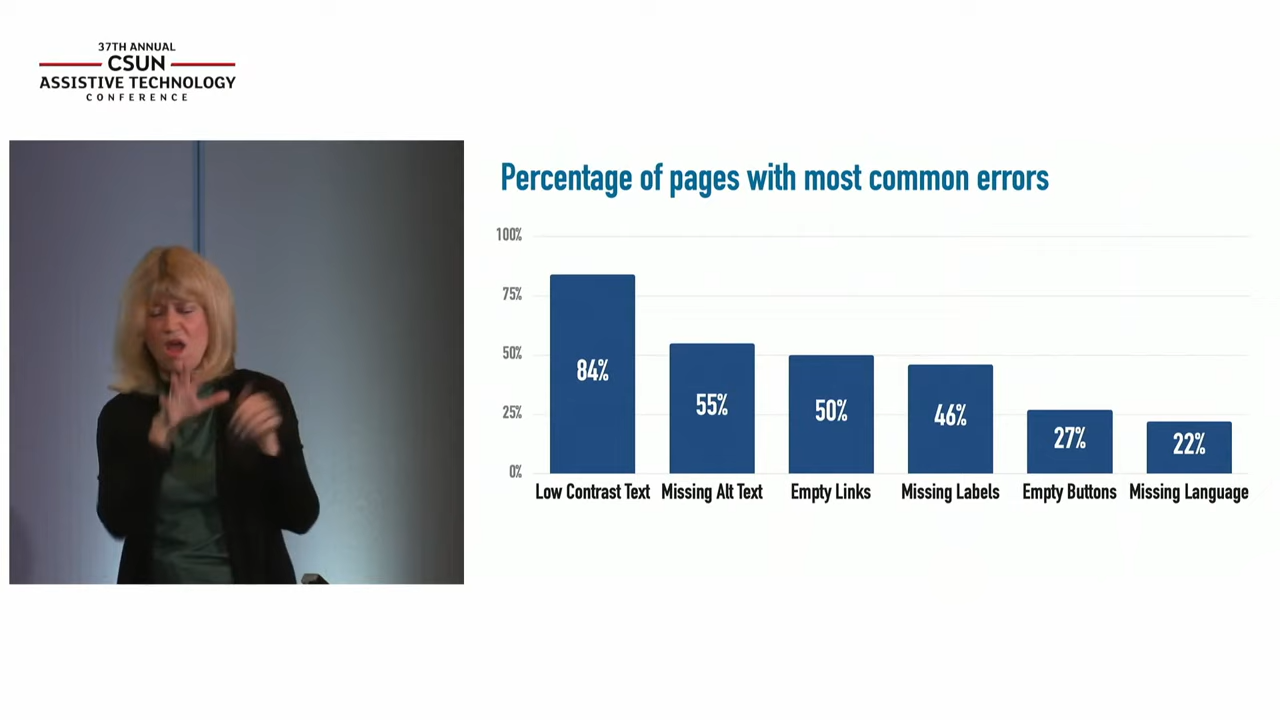 37TH ANNUAL
CSUN
ASSISTIVE TECHNOLOGY
CONFERENCE
Percentage of pages with most common errors
100%
75%
50%
25%
0%
84%
55%
50%
46%
27%
22%
Low Contrast Text
Missing Alt Text
Empty Links
Missing Labels
Empty Buttons
Missing Language